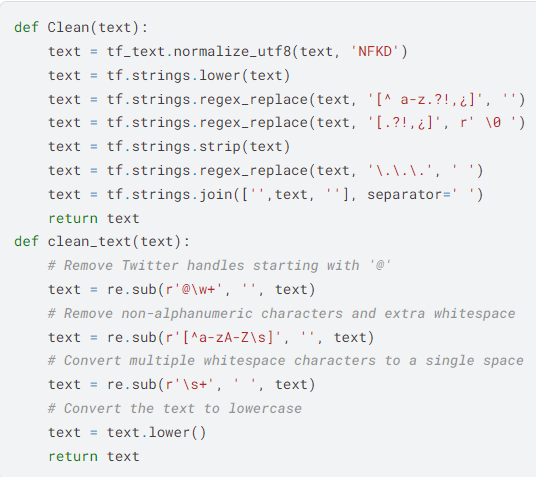 def Clean(text):
    text = tf_text.normalize_utf8(text, 'NFKD')
    text = tf.strings.lower(text)
    text = tf.strings.regex_replace(text, '[^ a-z.?!,¿]', '')
    text = tf.strings.regex_replace(text, '[.?!,¿]', r' \0 ')
    text = tf.strings.strip(text)
    text = tf.strings.regex_replace(text, '\.\.\.', ' ')
    text = tf.strings.join(['',text, ''], separator=' ')
    return text
def clean_text(text):
    # Remove Twitter handles starting with '@'
    text = re.sub(r'@\w+', '', text)
    # Remove non-alphanumeric characters and extra whitespace
    text = re.sub(r'[^a-zA-Z\s]', '', text)
    # Convert multiple whitespace characters to a single space
    text = re.sub(r'\s+', ' ', text)
    # Convert the text to lowercase
    text = text.lower()
    return text